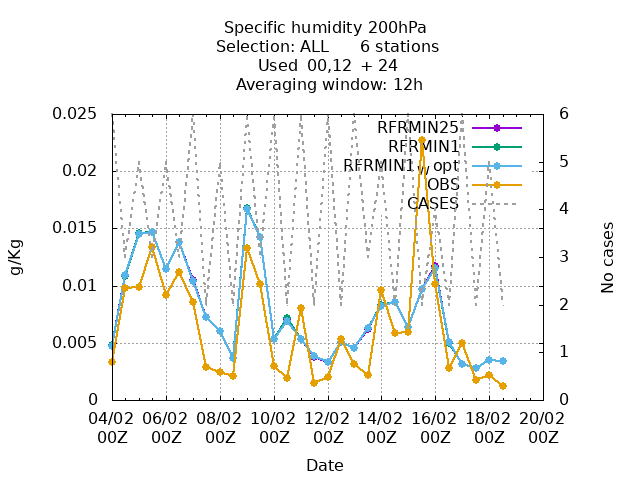 Specific humidity 200hPa
Selection: ALL      6 stations
Used  00,12  + 24
Averaging window: 12h
0.025
0.02
0.015
0.01
0.005
0
6
5
4
3
2
1
0
RFRMIN25
RFRMIN1
RFRMIN1_w_opt
OBS
CASES
g/Kg
No cases
04/02 06/02 08/02 10/02 12/02 14/02 16/02 18/02 20/02
00Z 00Z 00Z 00Z 00Z 00Z 00Z 00Z 00Z
Date